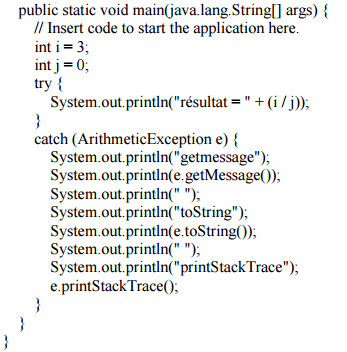 public static void main(java.lang.String[] args) {
// Insert code to start the application here.
int i = 3;
int j = 0;
try {
System.out.println("résultat = " + (i / j));
}
catch (ArithmeticException e) {
System.out.println("getmessage");
System.out.println(e.getMessage());
System.out.println(" ");
System.out.println("toString");
System.out.println(e.toString());
System.out.println(" ");
System.out.println("printStackTrace");
e.printStackTrace();
}
}
}